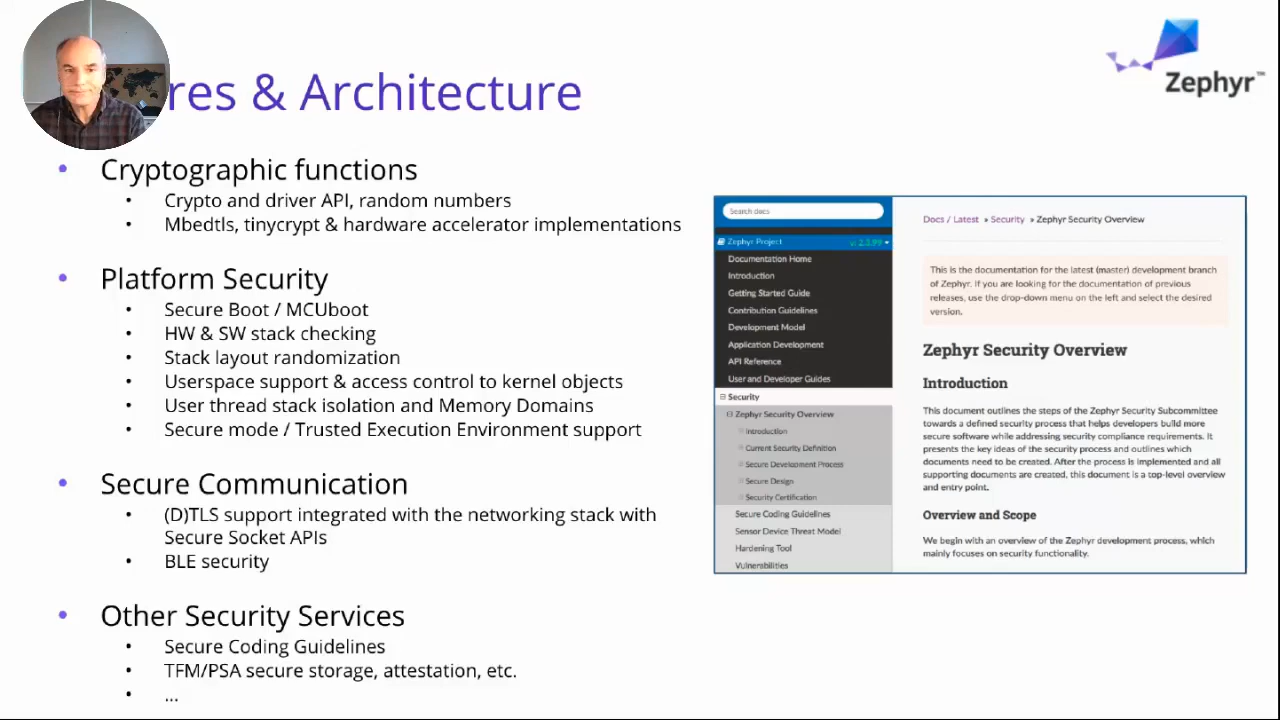 res & Architecture
Zephyr™
• Cryptographic functions
• Crypto and driver API, random numbers
• Mbedtls, tinycrypt & hardware accelerator implementations
• Platform Security
• Secure Boot / MCUboot
• HW & SW stack checking
• Stack layout randomization
• Userspace support & access control to kernel objects
• User thread stack isolation and Memory Domains
• Secure mode / Trusted Execution Environment support
• Secure Communication
• (D)TLS support integrated with the networking stack with
Secure Socket APIs
• BLE security
• Other Security Services
• Secure Coding Guidelines
• TFM/PSA secure storage, attestation, etc.
• ...
Search docs
Zephyr Project v: 2.3.99
Documentation Home
Introduction
Getting Started Guide
Contribution Guidelines
Development Model
Application Development
API Reference
User and Developer Guides
Security
Zephyr Security Overview
Introduction
Current Security Definition
Secure Development Process
Secure Design
Security Certification
Secure Coding Guidelines
Sensor Device Threat Model
Hardening Tool
Vulnerabilities
Docs / Latest » Security » Zephyr Security Overview
This is the documentation for the latest (master) development branch
of Zephyr. If you are looking for the documentation of previous
releases, use the drop-down menu on the left and select the desired
version.
Zephyr Security Overview
Introduction
This document outlines the steps of the Zephyr Security Subcommittee
towards a defined security process that helps developers build more
secure software while addressing security compliance requirements. It
presents the key ideas of the security process and outlines which
documents need to be created. After the process is implemented and all
supporting documents are created, this document is a top-level overview
and entry point.
Overview and Scope
We begin with an overview of the Zephyr development process, which
mainly focuses on security functionality.